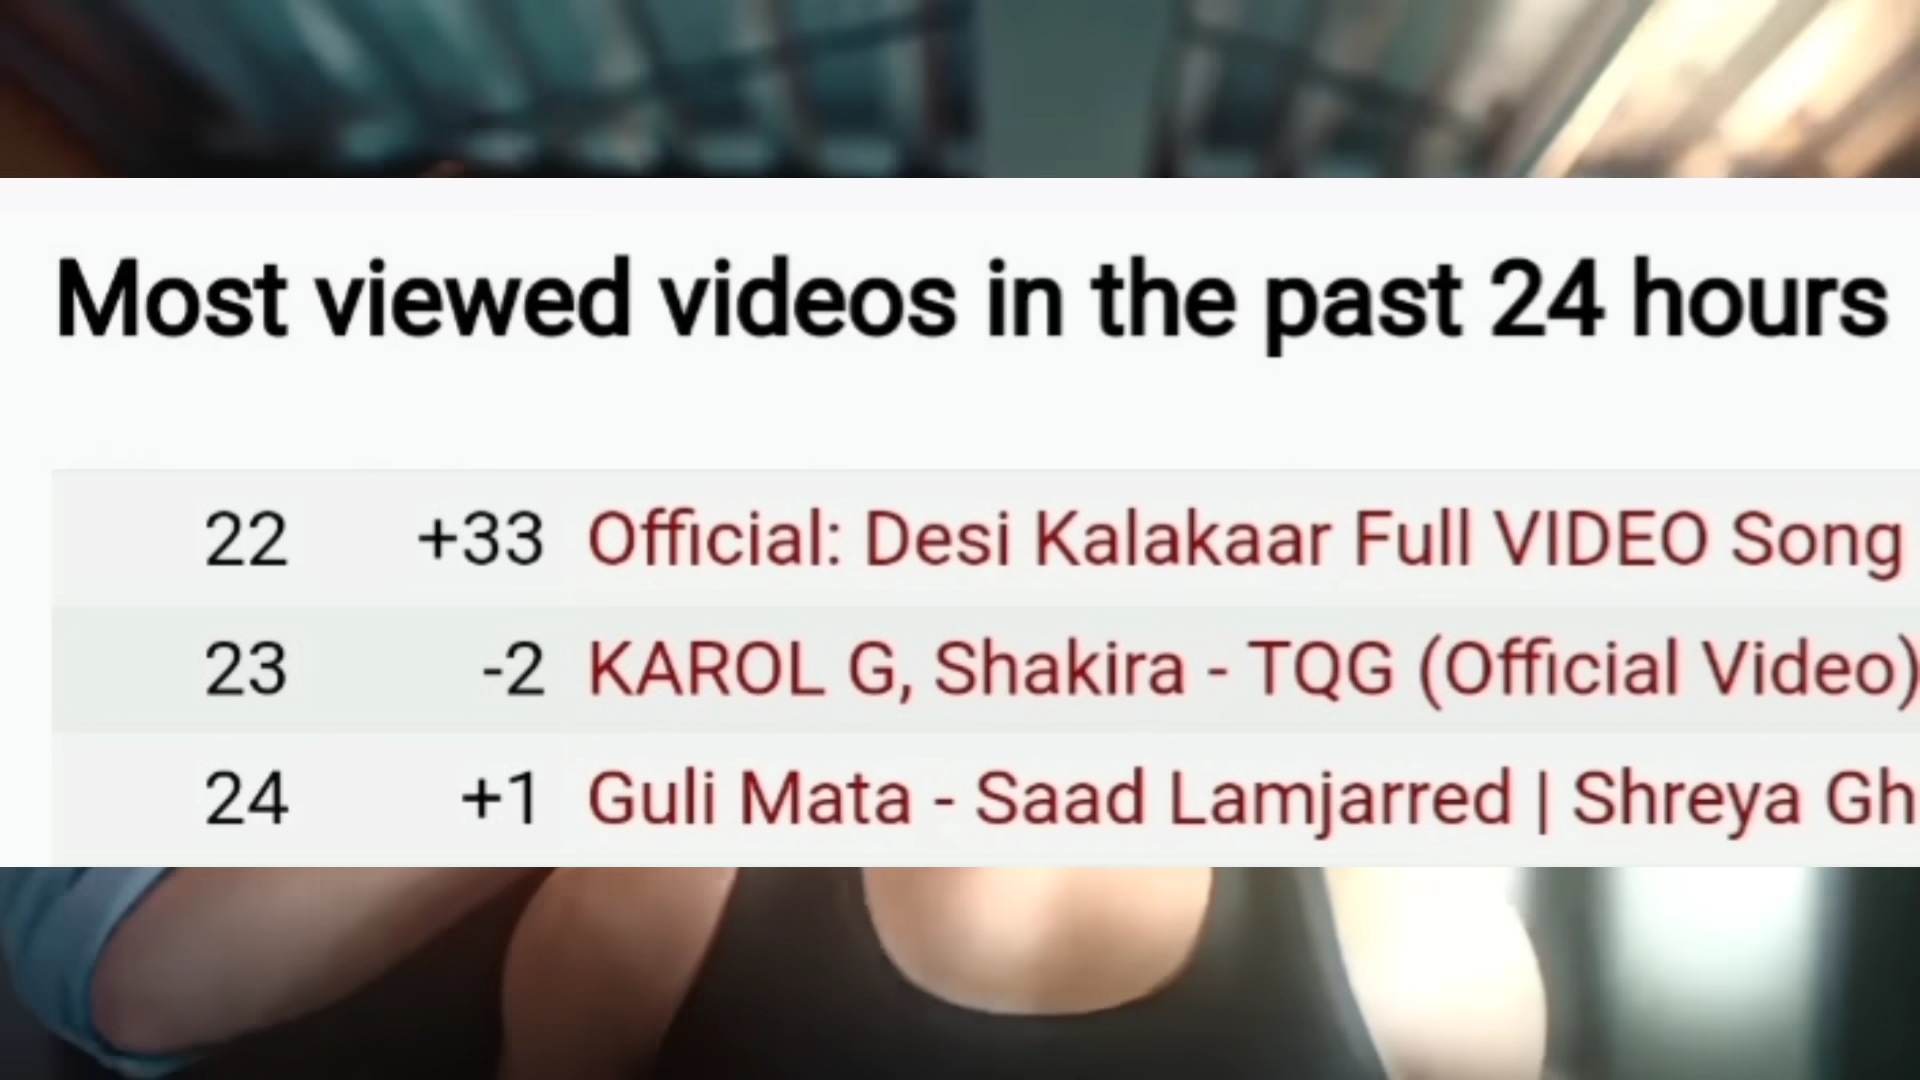 Most viewed videos in the past 24 hours
22 +33 Official: Desi Kalakaar Full VIDEO Song
23 -2 KAROL G, Shakira - TQG (Official Video)
24 +1 Guli Mata - Saad Lamjarred | Shreya Gh